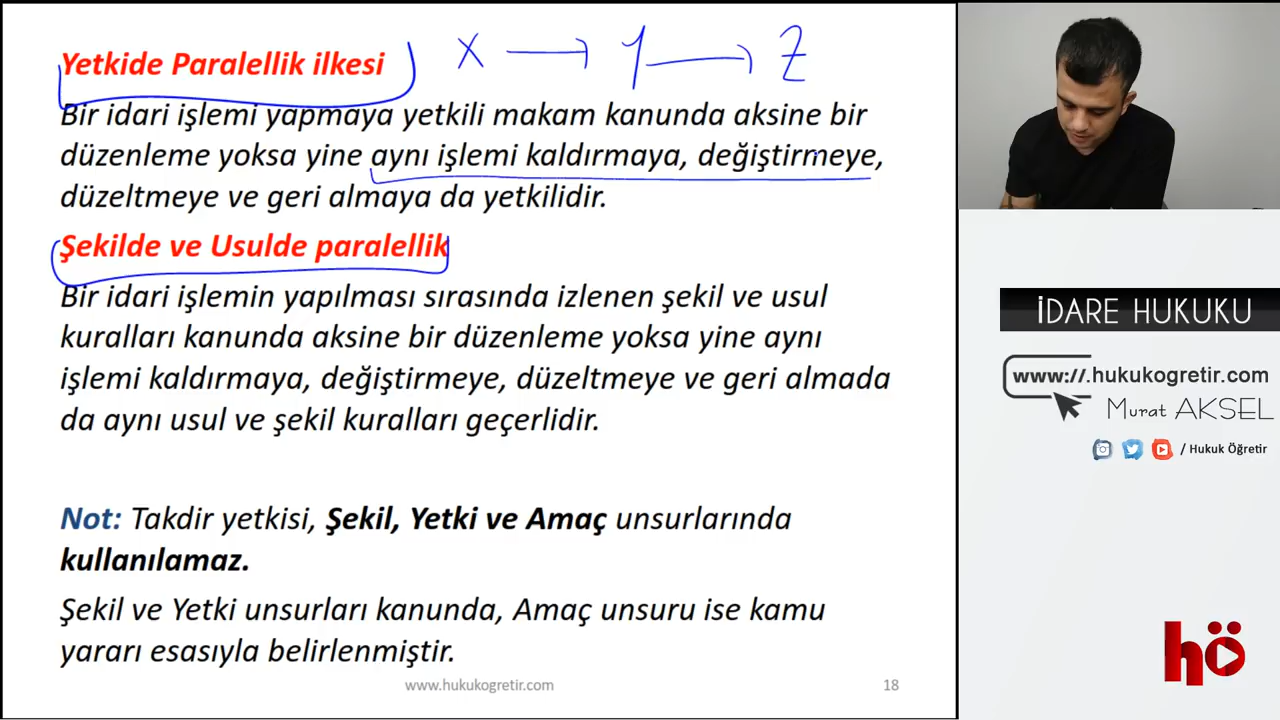 Yetkide Paralellik ilkesi
X → Y → Z
Bir idari işlemi yapmaya yetkili makam kanunda aksine bir
düzenleme yoksa yine aynı işlemi kaldırmaya, değiştirmeye,
düzeltmeye ve geri almaya da yetkilidir.
Şekilde ve Usulde paralellik
Bir idari işlemin yapılması sırasında izlenen şekil ve usul
kuralları kanunda aksine bir düzenleme yoksa yine aynı
işlemi kaldırmaya, değiştirmeye, düzeltmeye ve geri almada
da aynı usul ve şekil kuralları geçerlidir.
Not: Takdir yetkisi, Şekil, Yetki ve Amaç unsurlarında
kullanılamaz.
Şekil ve Yetki unsurları kanunda, Amaç unsuru ise kamu
yararı esasıyla belirlenmiştir.
www.hukukogretir.com
18
İDARE HUKUKU
www://.hukukogretir.com
Murat AKSEL
/ Hukuk Öğretir
hö